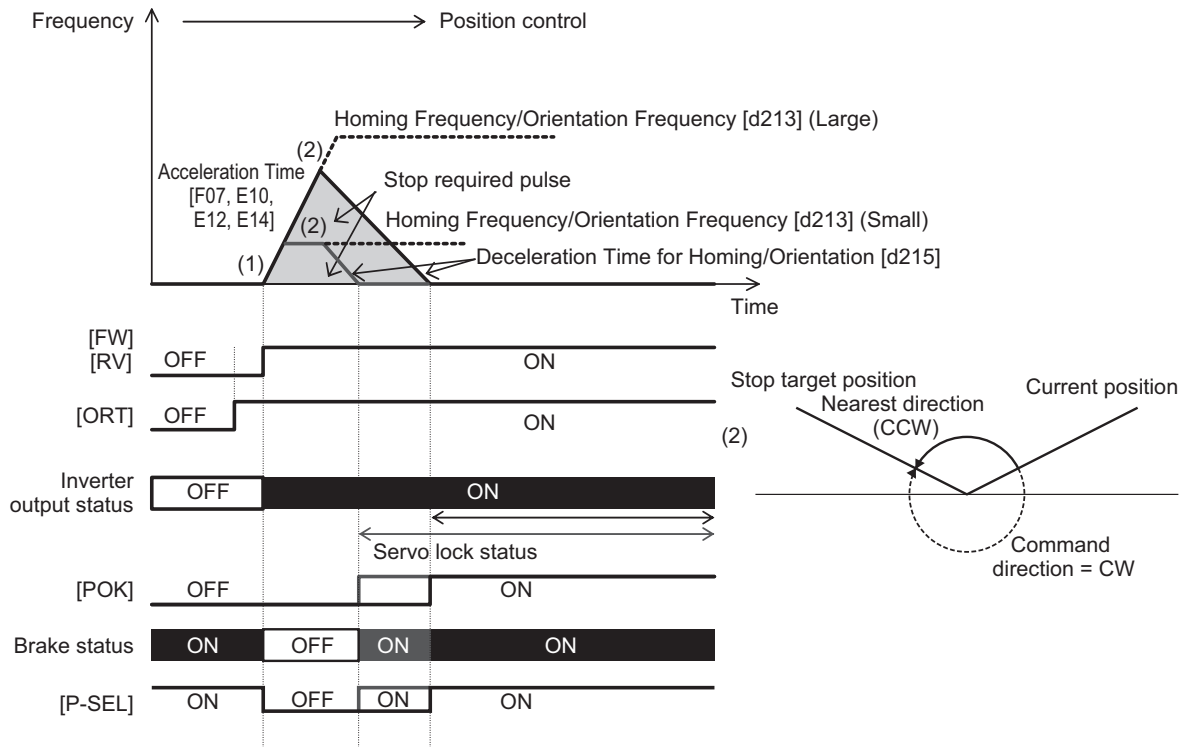 Frequency
Position control
Homing Frequency/Orientation Frequency [d213] (Large)
(2)
Acceleration Time
[F07, E10,
E12, E14]
Stop required pulse
(2)
Homing Frequency/Orientation Frequency [d213] (Small)
(1)
Deceleration Time for Homing/Orientation [d215]
Time
[FW]
[RV]
OFF
ON
[ORT]
OFF
ON
(2)
Stop target position
Nearest direction
(CCW)
Current position
Command
direction = CW
Inverter
output status
OFF
ON
Servo lock status
[POK]
OFF
ON
Brake status
ON
OFF
ON
ON
[P-SEL]
ON
OFF
ON
ON